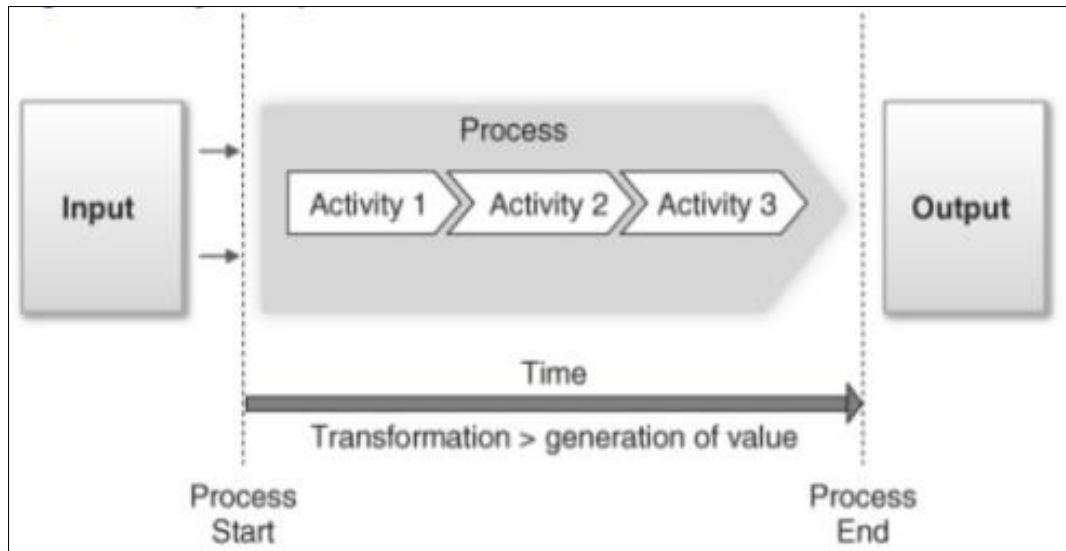 Process
Input
Activity 1
Activity 2
Activity 3
Output
Time
Transformation > generation of value
Process
Start
Process
End